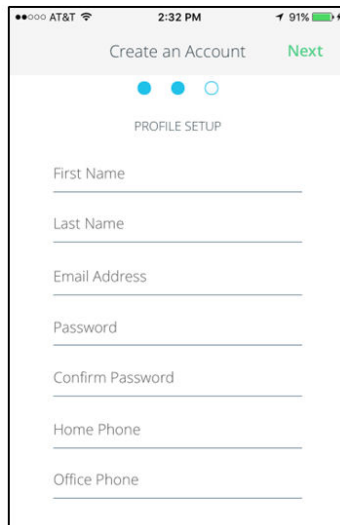 AT&T 2:32 PM 91%
Create an Account Next
PROFILE SETUP
First Name
Last Name
Email Address
Password
Confirm Password
Home Phone
Office Phone